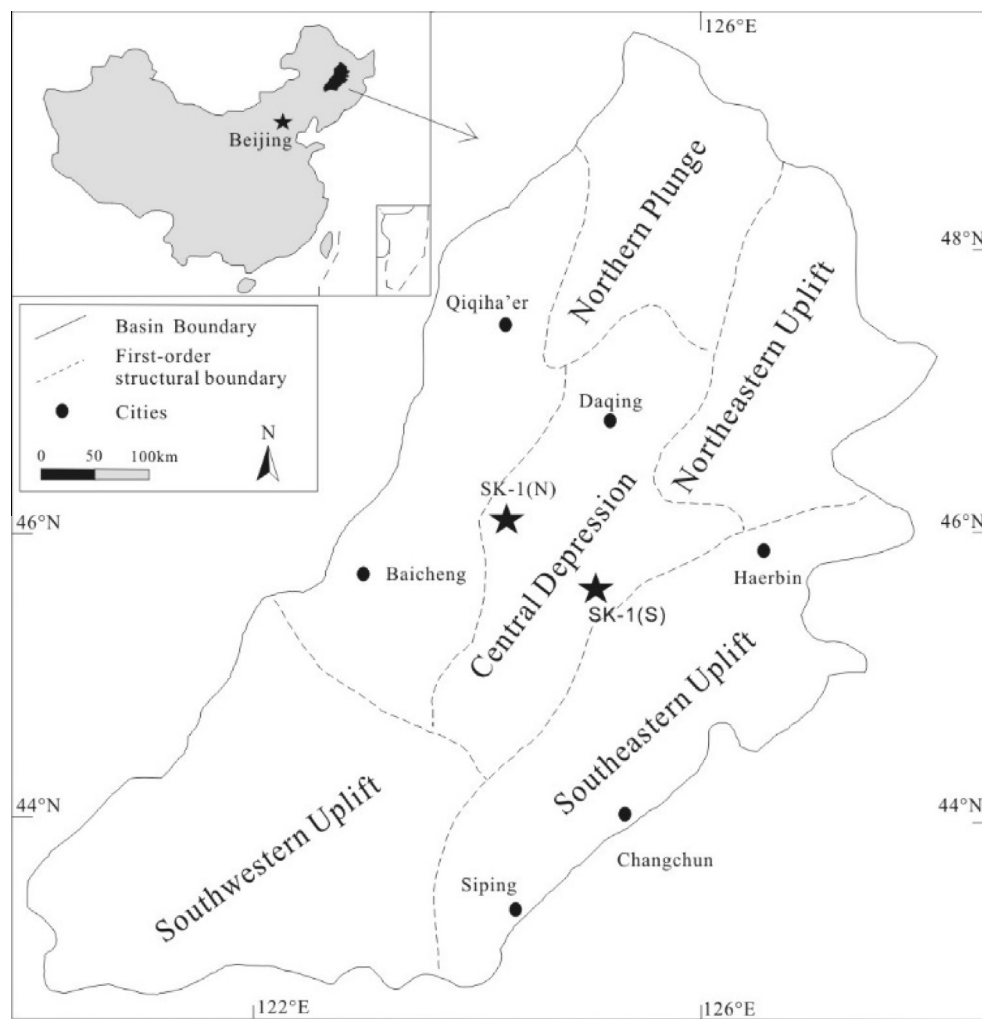 126°E
Beijing
48°N
Northern Plunge
Qiqiha'er
Basin Boundary
First-order
structural boundary
Cities
N
0 50 100km
Northeastern Uplift
Daqing
SK-1(N)
46°N
46°N
Central Depression
Baicheng
Haerbin
SK-1(S)
Southeastern Uplift
44°N
44°N
Southwestern Uplift
Changchun
Siping
122°E
126°E